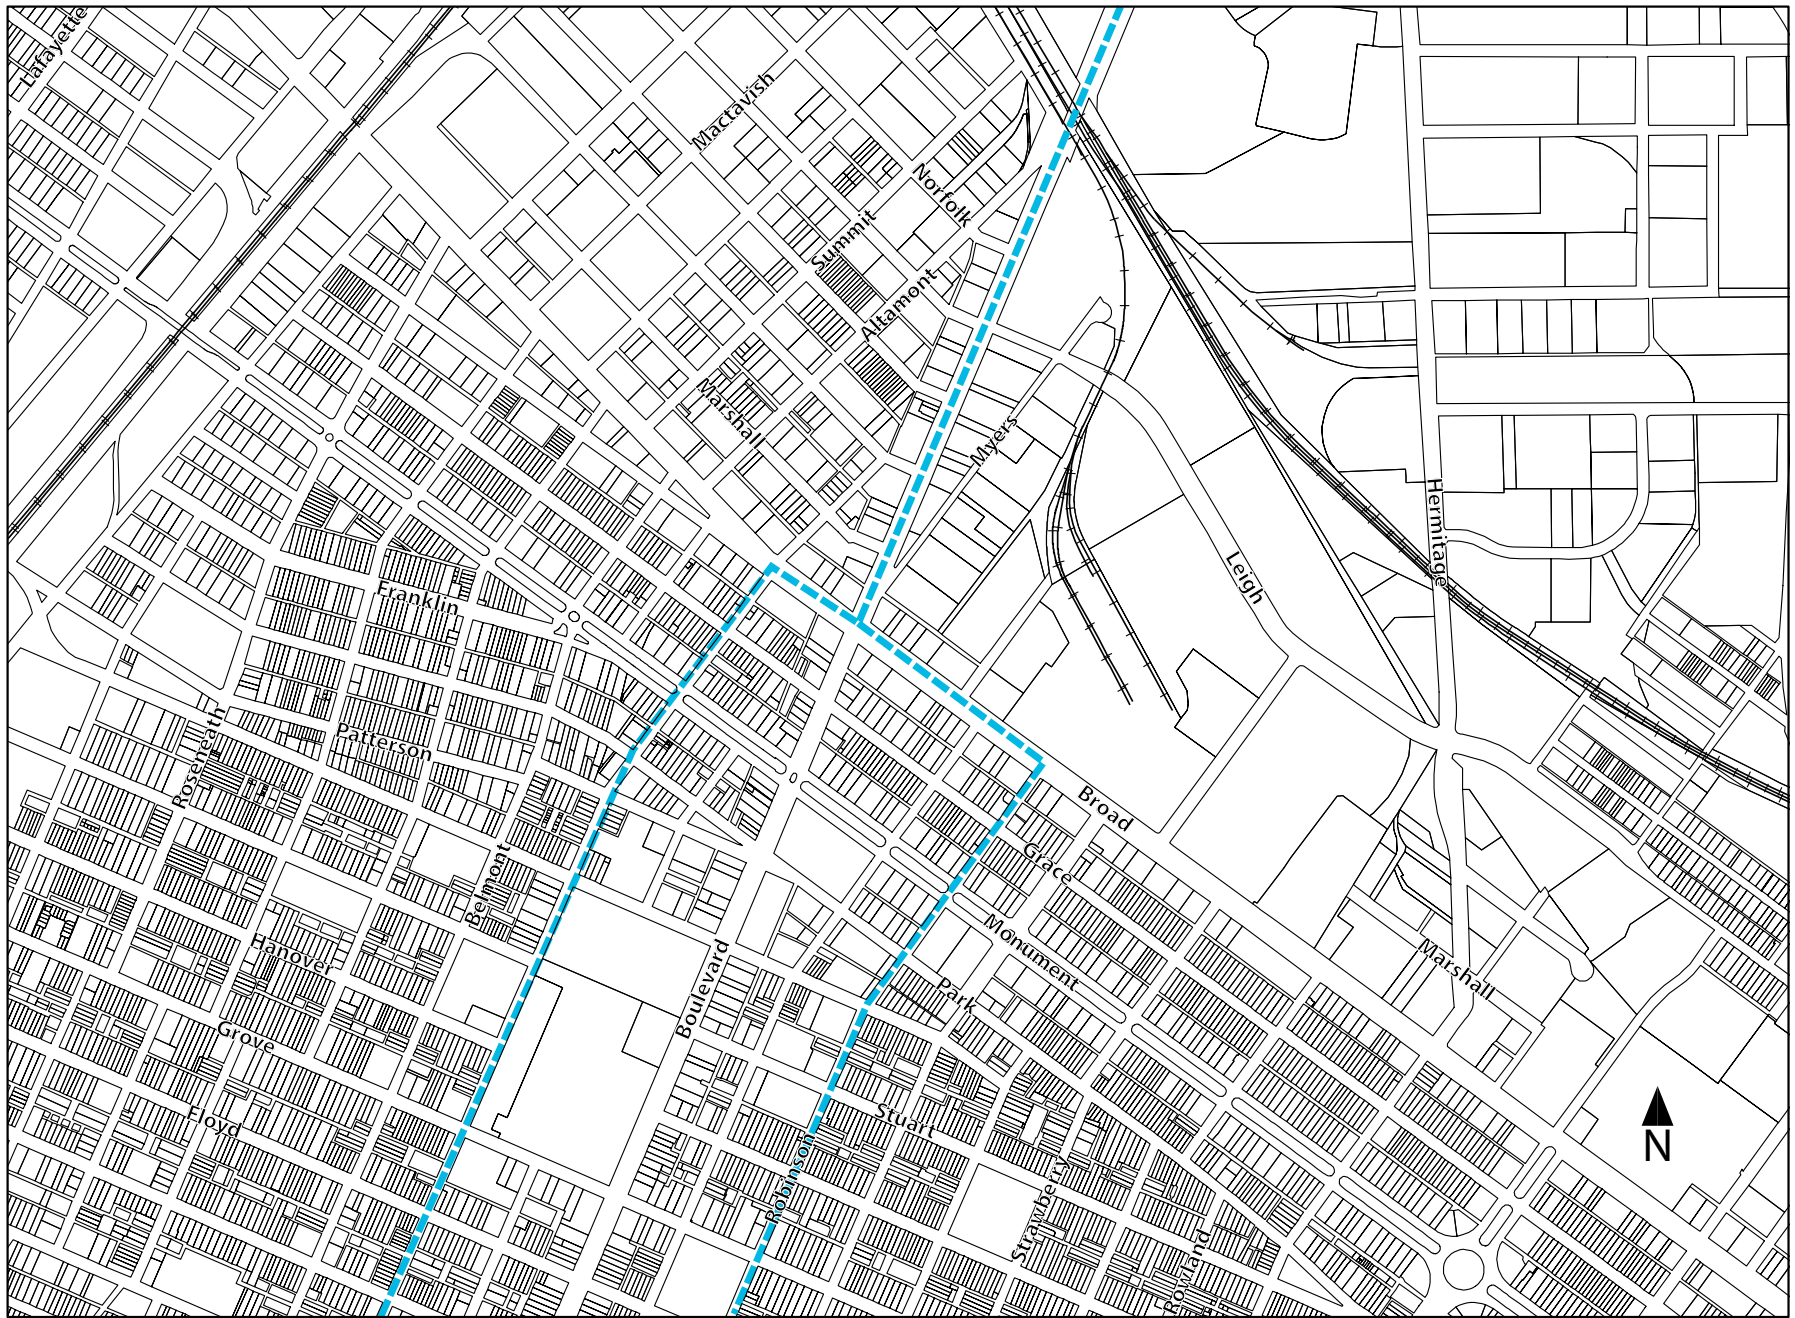 Lafayette
Mactavish
Norfolk
Summit
Altamont
Marshall
Myers
Hermitage
Leigh
Franklin
Roseneath
Patterson
Broad
Grace
Belmont
Monument
Hanover
Boulevard
Park
Marshall
Grove
Floyd
Stuart
Robinson
Strawberry
Rowland
N